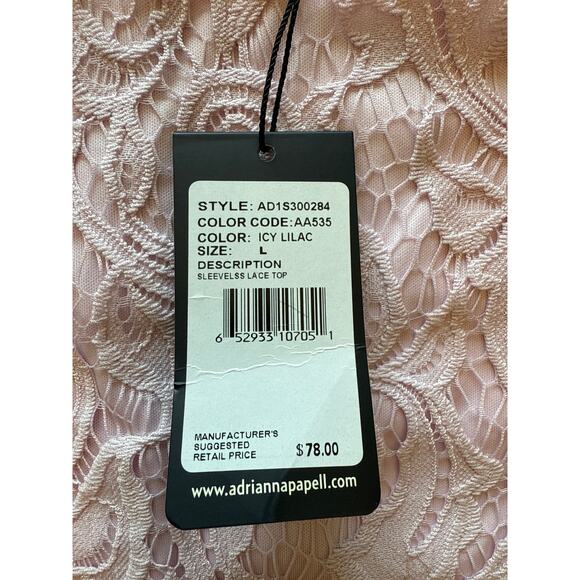 STYLE: AD1S300284
COLOR CODE:AA535
COLOR: ICY LILAC
SIZE: L
DESCRIPTION
SLEEVELSS LACE TOP
6 52933 10705 1
MANUFACTURER'S
SUGGESTED
RETAIL PRICE $78.00
www.adriannapapell.com